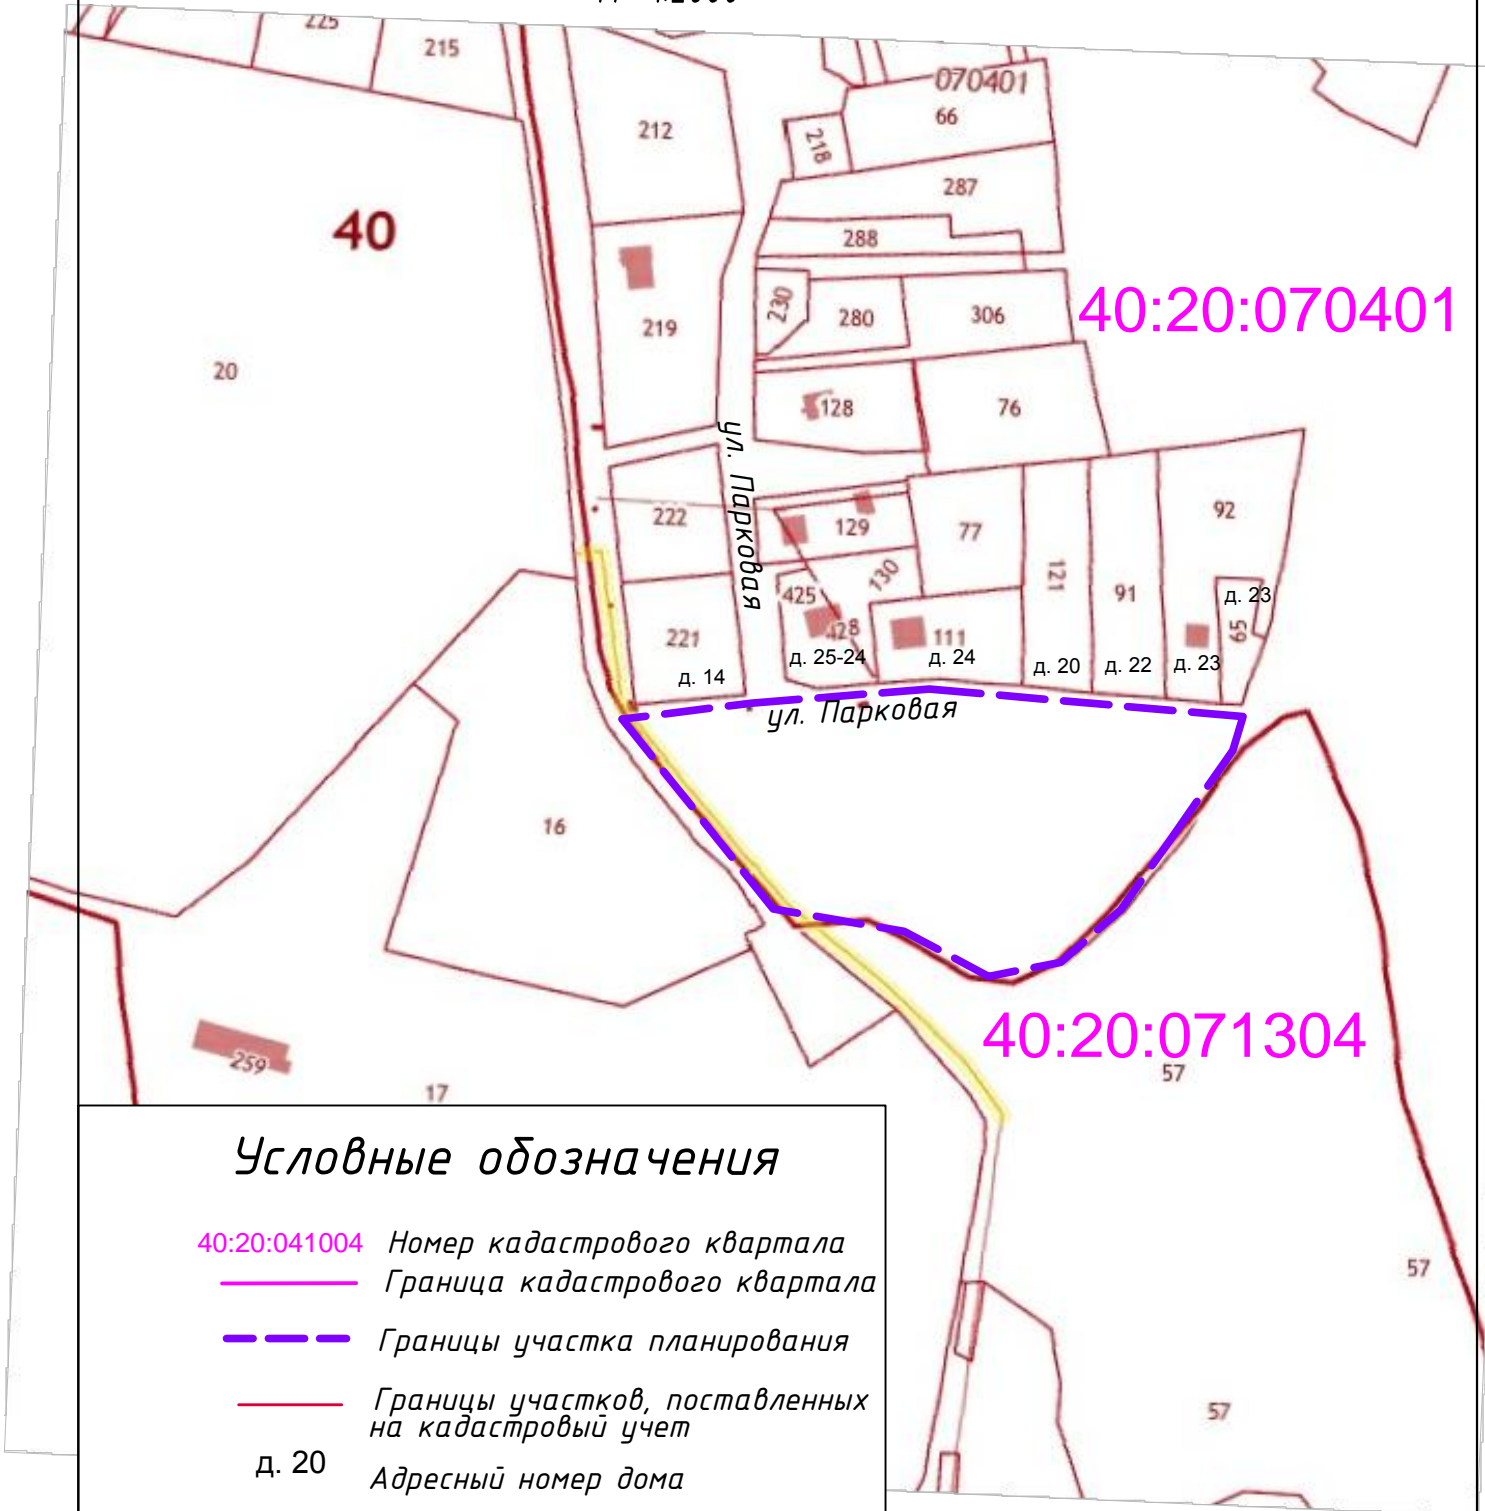 225
215
070401
66
212
218
287
40
288
230
280
306
40:20:070401
219
20
128
76
ул. Парковая
222
129
77
92
130
121
91
425
д. 23
65
221
428
111
д. 14
д. 25-24
д. 24
д. 20
д. 22
д. 23
ул. Парковая
16
40:20:071304
57
259
17
57
57
Условные обозначения
40:20:041004 Номер кадастрового квартала
Граница кадастрового квартала
Границы участка планирования
Границы участков, поставленных
на кадастровый учет
д. 20 Адресный номер дома